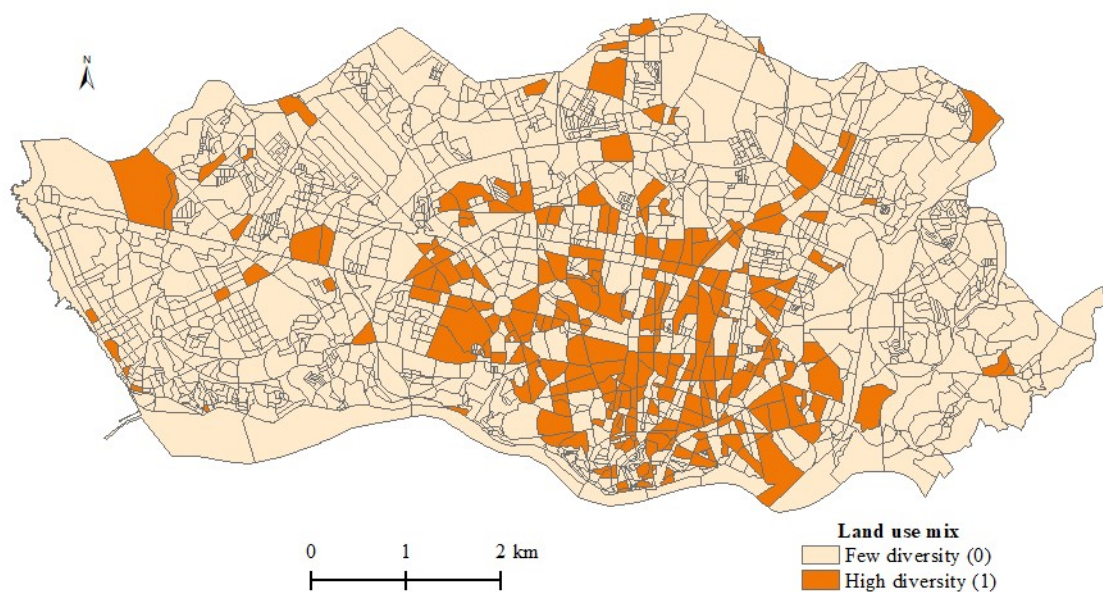 N
0 1 2 km
Land use mix
Few diversity (0)
High diversity (1)